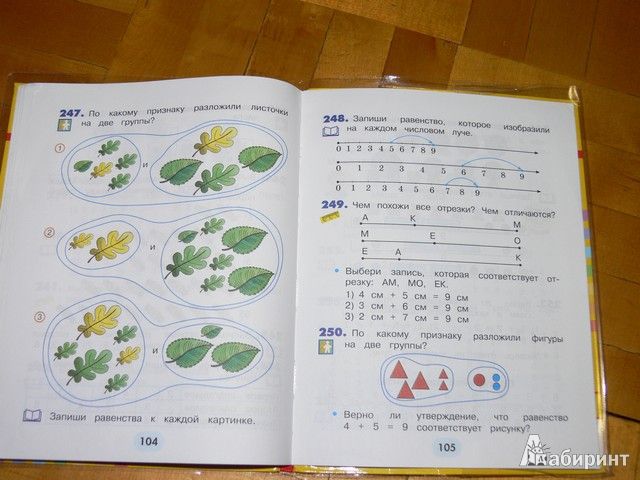 247. По какому признаку разложили листочки
на две группы?
1
и
2
и
3
и
Запиши равенства к каждой картинке.
104
248. Запиши равенство, которое изобразили
на каждом числовом луче.
0 1 2 3 4 5 6 7 8 9
0 1 2 3 4 5 6 7 8 9
0 1 2 3 4 5 6 7 8 9
249. Чем похожи все отрезки? Чем отличаются?
А К М
М Е О
Е А К
• Выбери запись, которая соответствует от-
резку: АМ, МО, ЕК.
1) 4 см + 5 см = 9 см
2) 3 см + 6 см = 9 см
3) 2 см + 7 см = 9 см
250. По какому признаку разложили фигуры
на две группы?
• Верно ли утверждение, что равенство
4 + 5 = 9 соответствует рисунку?
105
Лабиринт